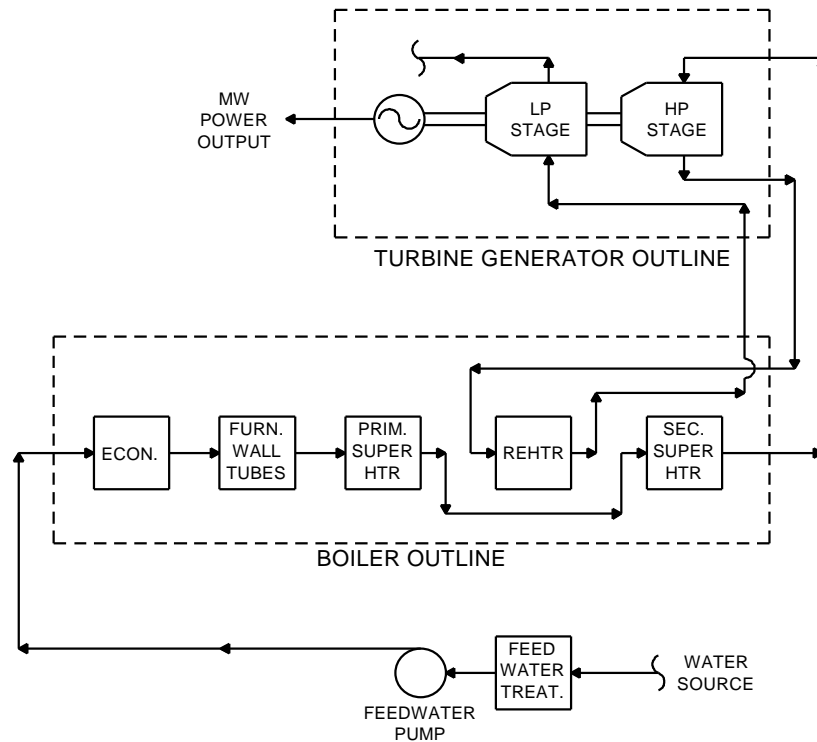 MW
POWER
OUTPUT
LP
STAGE
HP
STAGE
TURBINE GENERATOR OUTLINE
ECON.
FURN.
WALL
TUBES
PRIM.
SUPER
HTR
REHTR
SEC.
SUPER
HTR
BOILER OUTLINE
FEEDWATER
PUMP
FEED
WATER
TREAT.
WATER
SOURCE